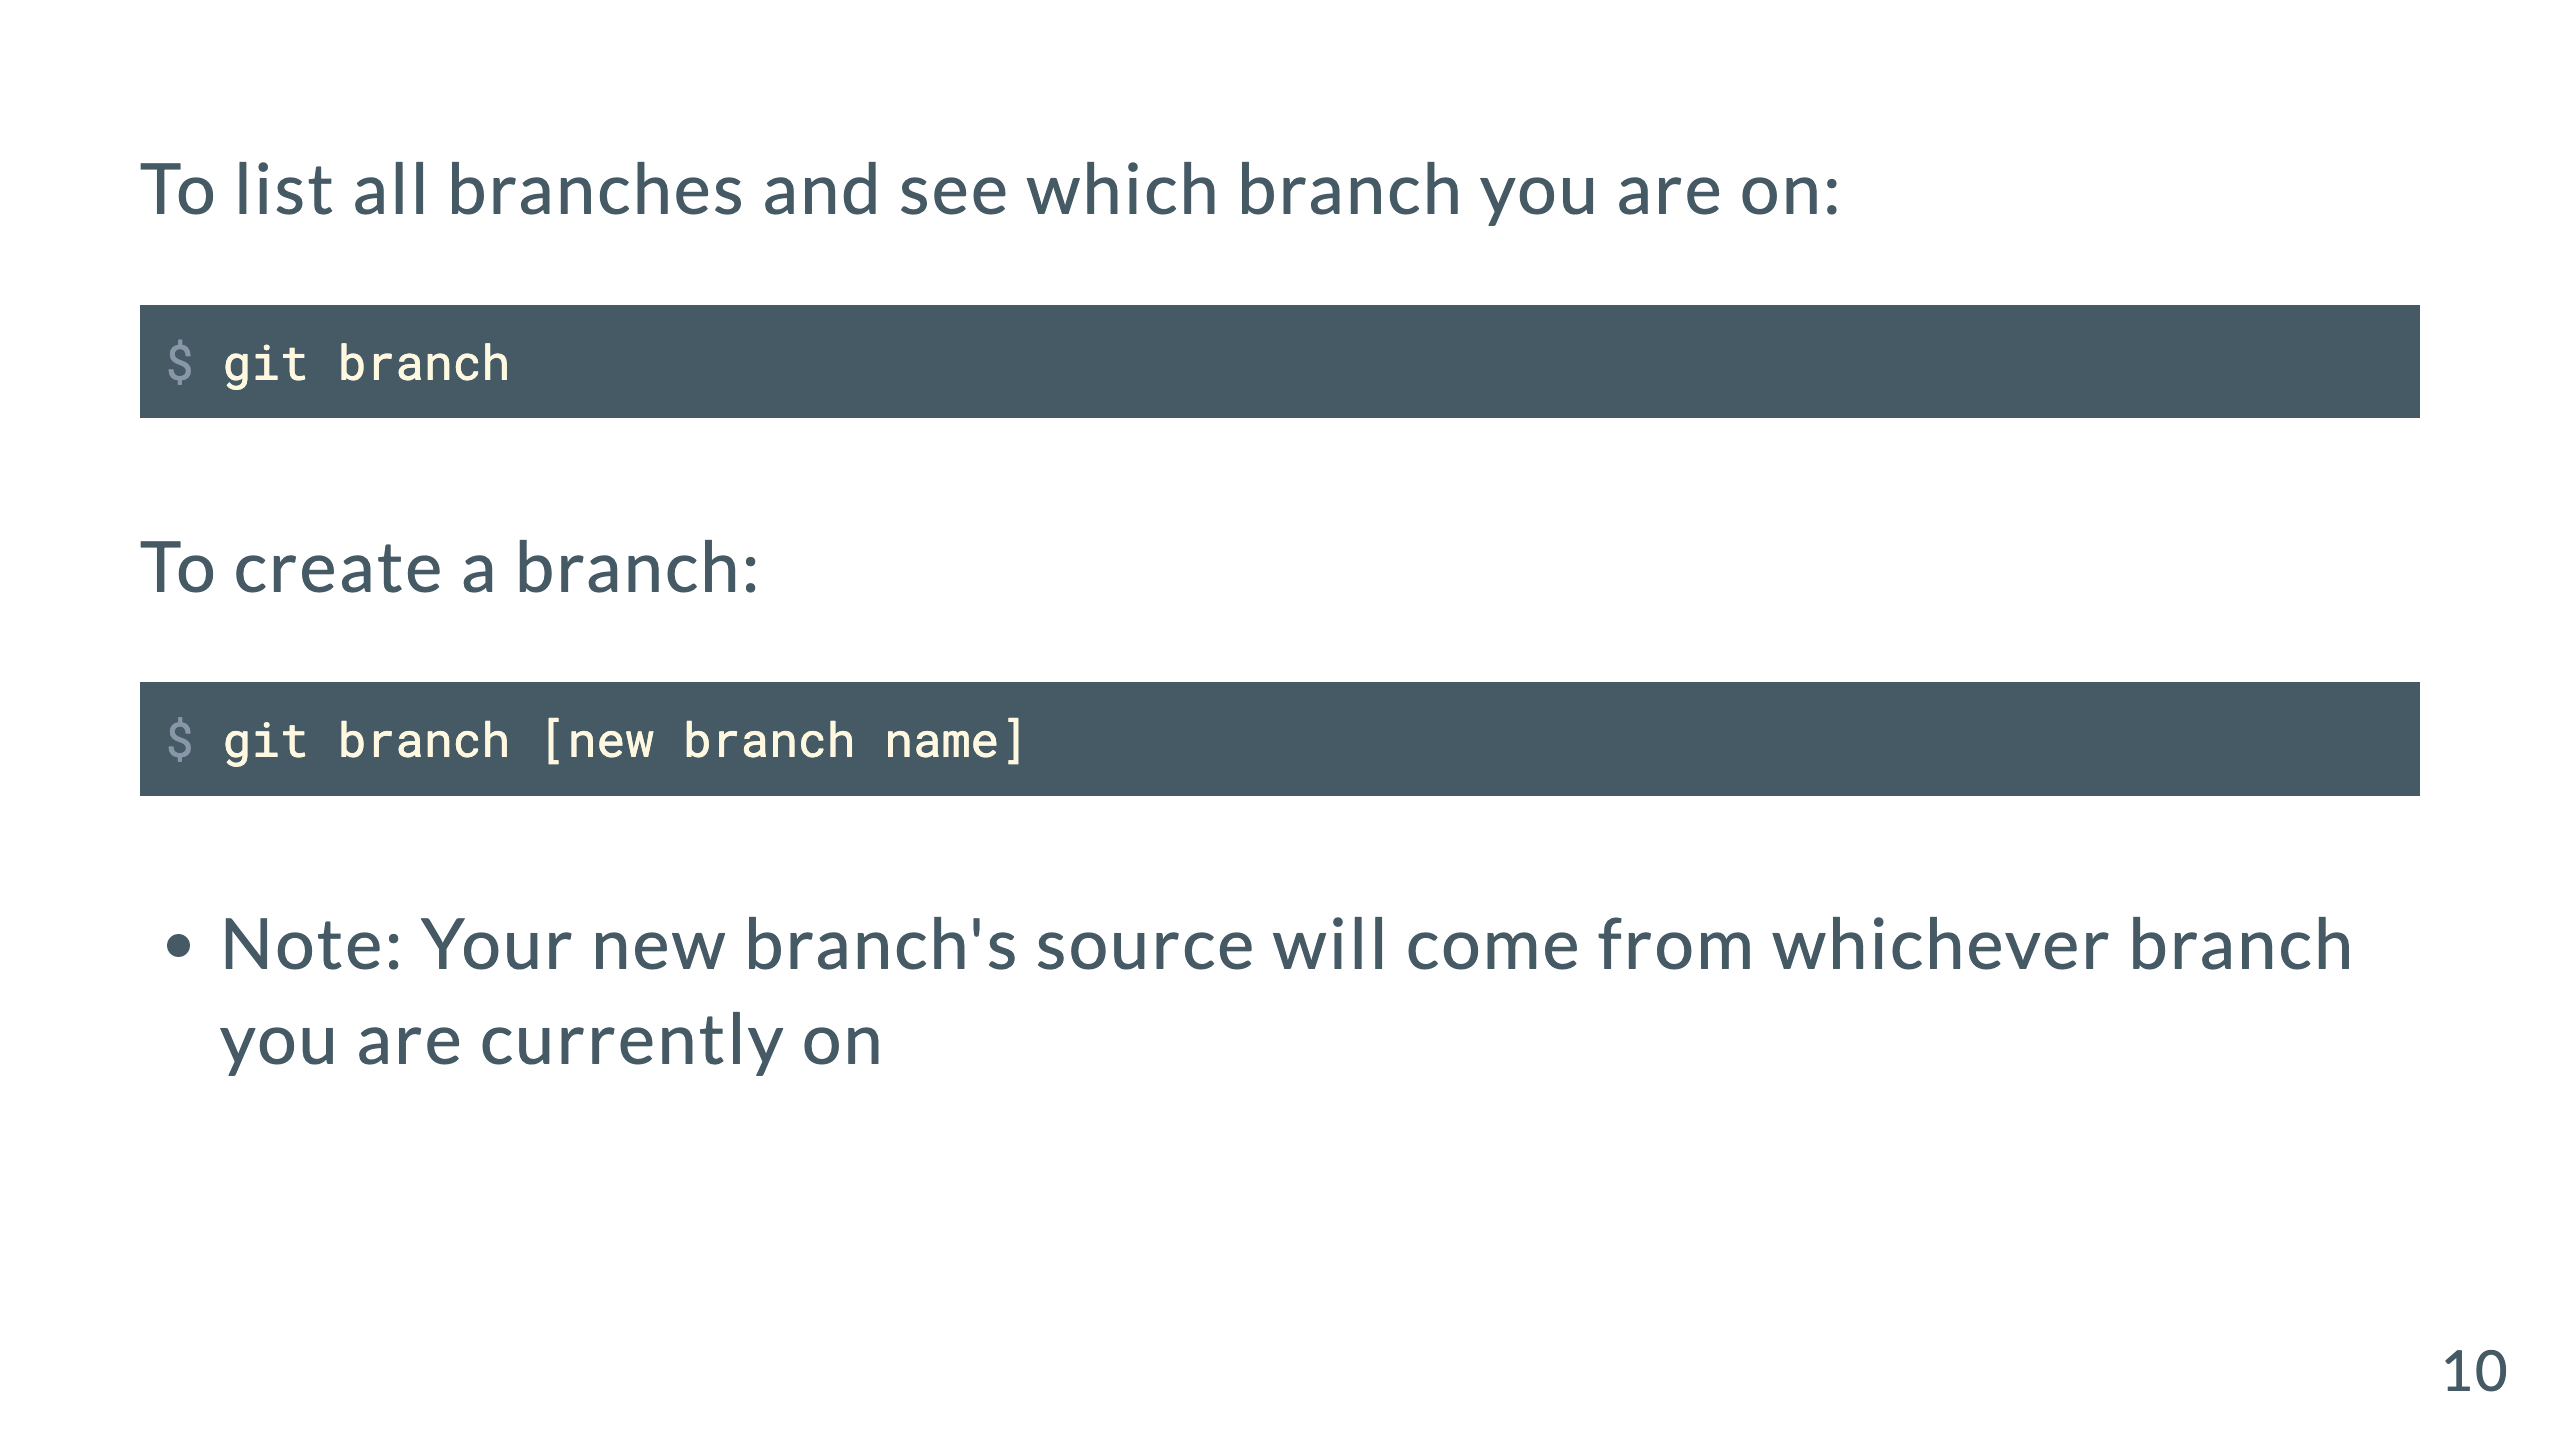 To list all branches and see which branch you are on:
$ git branch
To create a branch:
$ git branch [new branch name]
• Note: Your new branch's source will come from whichever branch
you are currently on
10